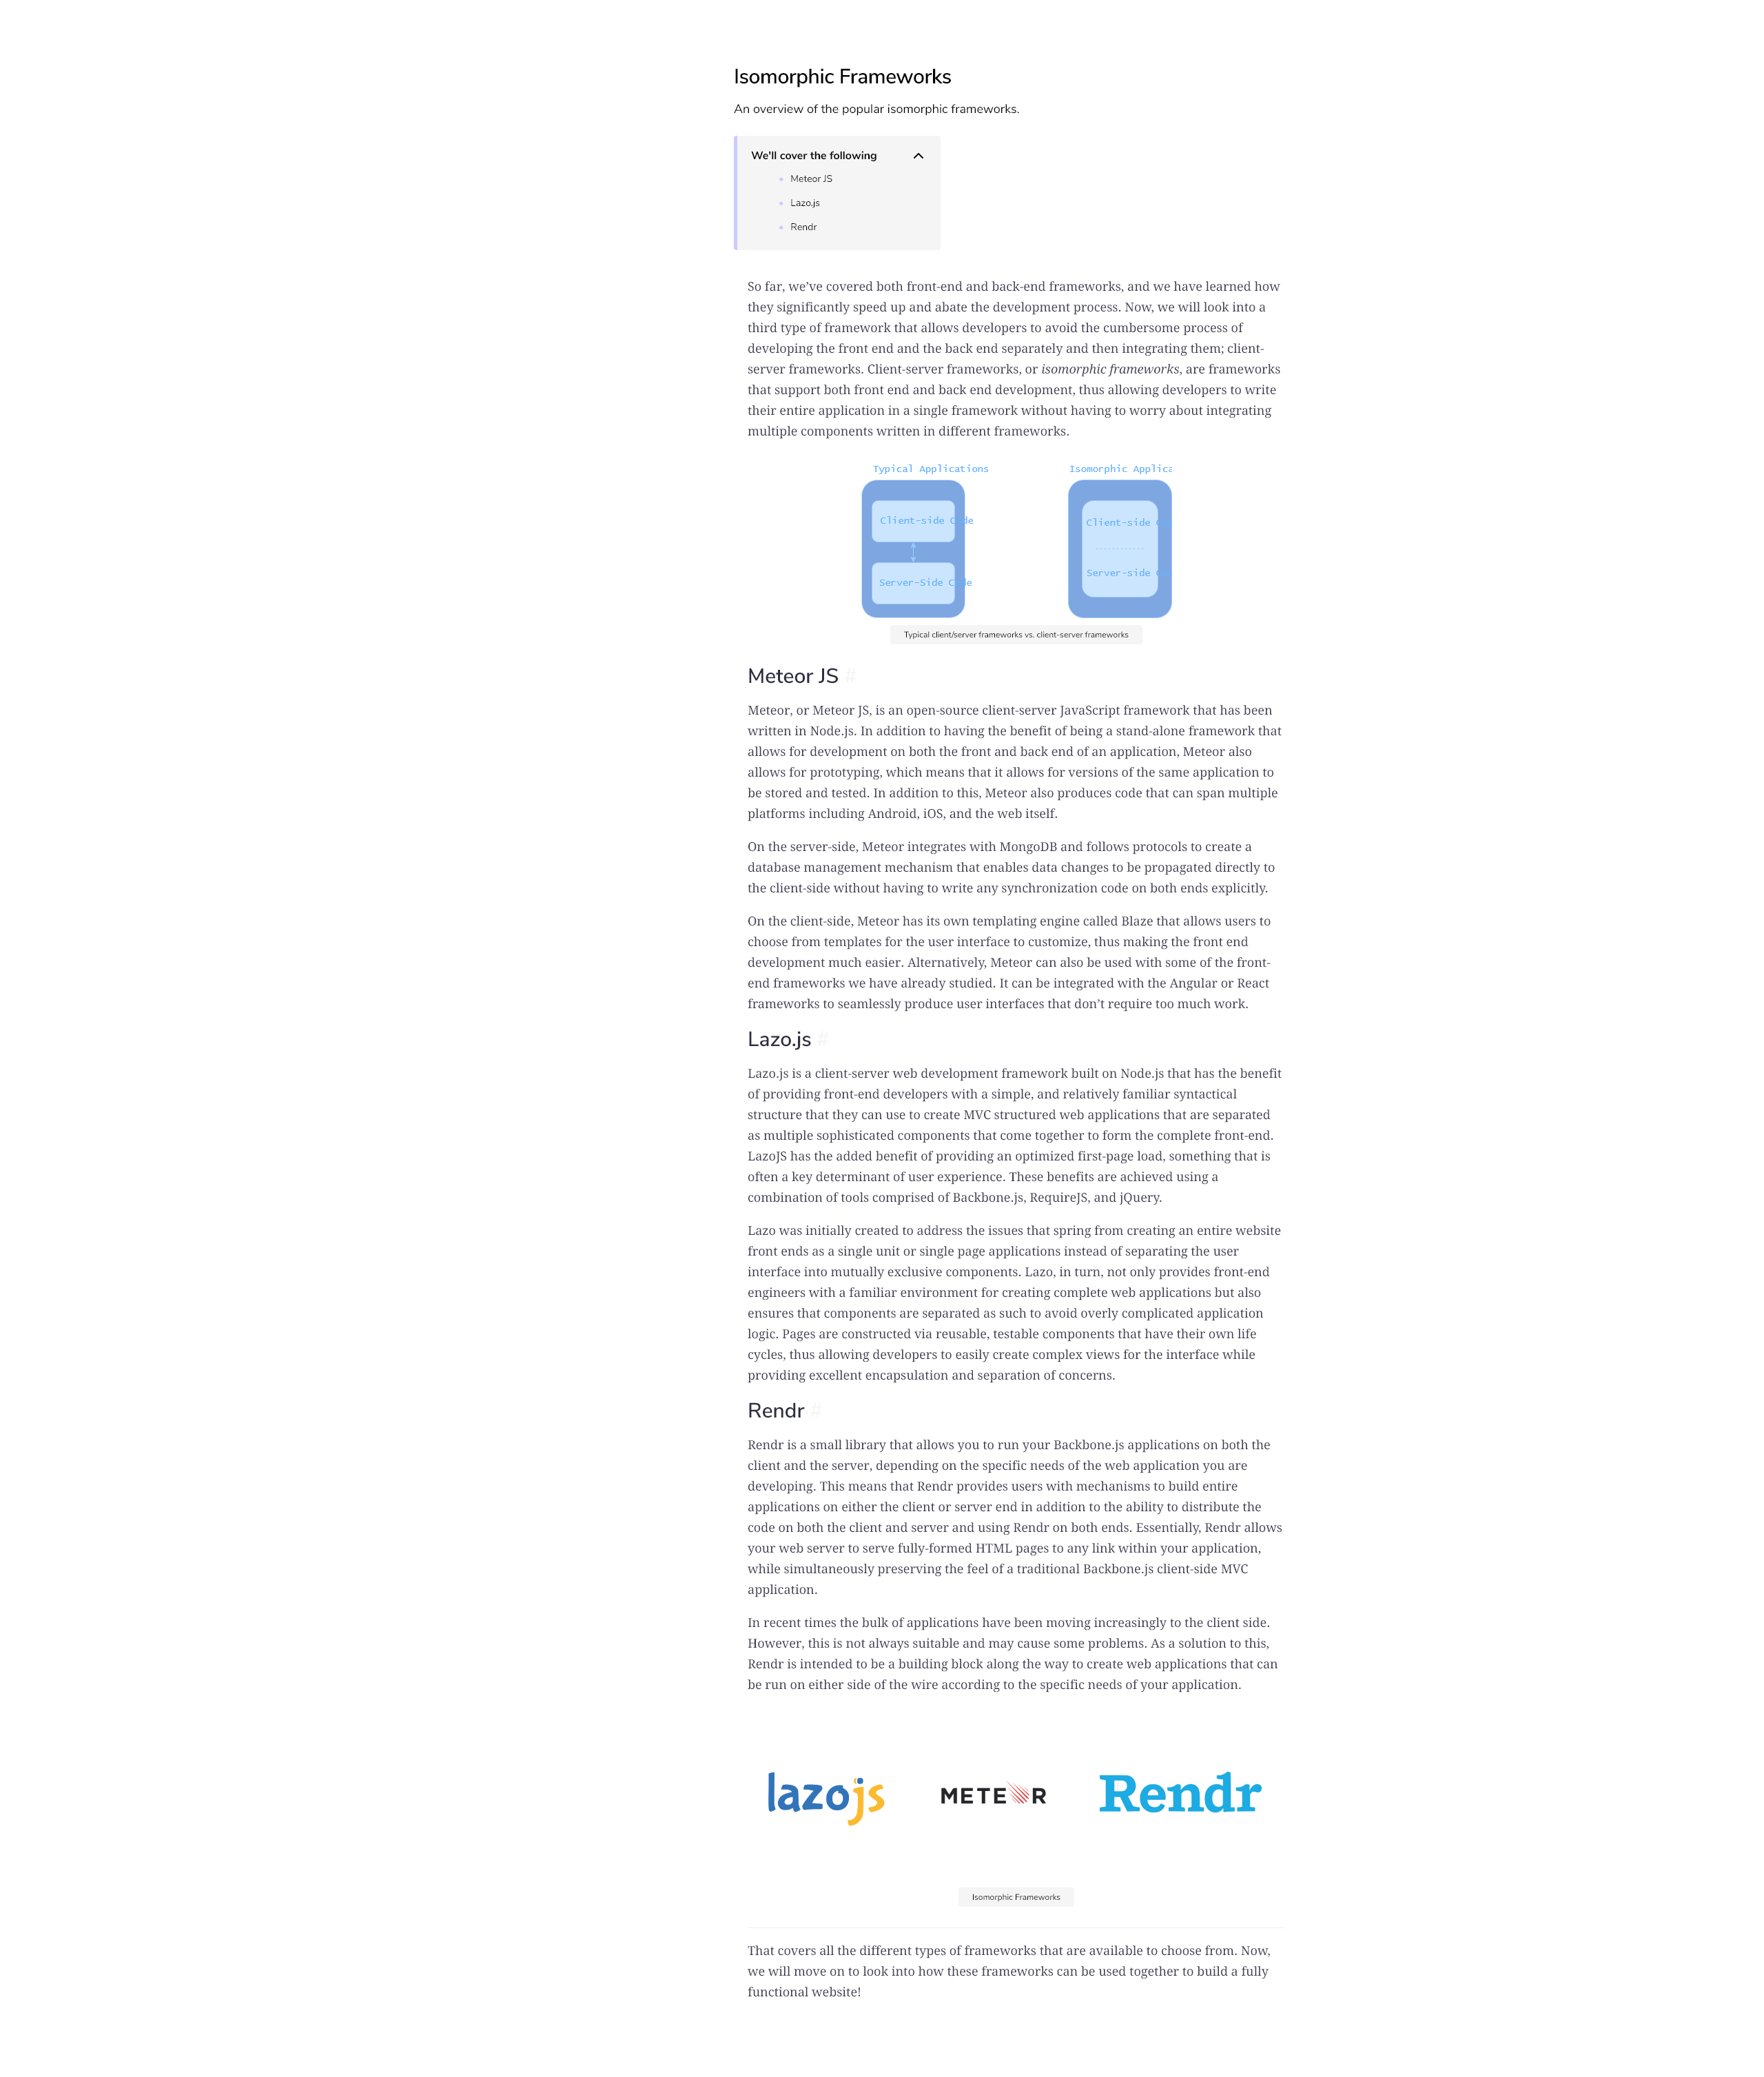 Isomorphic Frameworks
An overview of the popular isomorphic frameworks.
We'll cover the following
Meteor JS
Lazo.js
Rendr
So far, we’ve covered both front-end and back-end frameworks, and we have learned how
they significantly speed up and abate the development process. Now, we will look into a
third type of framework that allows developers to avoid the cumbersome process of
developing the front end and the back end separately and then integrating them; client-
server frameworks. Client-server frameworks, or isomorphic frameworks, are frameworks
that support both front end and back end development, thus allowing developers to write
their entire application in a single framework without having to worry about integrating
multiple components written in different frameworks.
Typical Applications
Client-side Code
Server-Side Code
Isomorphic Applica
Client-side
Server-side
Typical client/server frameworks vs. client-server frameworks
Meteor JS #
Meteor, or Meteor JS, is an open-source client-server JavaScript framework that has been
written in Node.js. In addition to having the benefit of being a stand-alone framework that
allows for development on both the front and back end of an application, Meteor also
allows for prototyping, which means that it allows for versions of the same application to
be stored and tested. In addition to this, Meteor also produces code that can span multiple
platforms including Android, iOS, and the web itself.
On the server-side, Meteor integrates with MongoDB and follows protocols to create a
database management mechanism that enables data changes to be propagated directly to
the client-side without having to write any synchronization code on both ends explicitly.
On the client-side, Meteor has its own templating engine called Blaze that allows users to
choose from templates for the user interface to customize, thus making the front end
development much easier. Alternatively, Meteor can also be used with some of the front-
end frameworks we have already studied. It can be integrated with the Angular or React
frameworks to seamlessly produce user interfaces that don’t require too much work.
Lazo.js #
Lazo.js is a client-server web development framework built on Node.js that has the benefit
of providing front-end developers with a simple, and relatively familiar syntactical
structure that they can use to create MVC structured web applications that are separated
as multiple sophisticated components that come together to form the complete front-end.
LazoJS has the added benefit of providing an optimized first-page load, something that is
often a key determinant of user experience. These benefits are achieved using a
combination of tools comprised of Backbone.js, RequireJS, and jQuery.
Lazo was initially created to address the issues that spring from creating an entire website
front ends as a single unit or single page applications instead of separating the user
interface into mutually exclusive components. Lazo, in turn, not only provides front-end
engineers with a familiar environment for creating complete web applications but also
ensures that components are separated as such to avoid overly complicated application
logic. Pages are constructed via reusable, testable components that have their own life
cycles, thus allowing developers to easily create complex views for the interface while
providing excellent encapsulation and separation of concerns.
Rendr #
Rendr is a small library that allows you to run your Backbone.js applications on both the
client and the server, depending on the specific needs of the web application you are
developing. This means that Rendr provides users with mechanisms to build entire
applications on either the client or server end in addition to the ability to distribute the
code on both the client and server and using Rendr on both ends. Essentially, Rendr allows
your web server to serve fully-formed HTML pages to any link within your application,
while simultaneously preserving the feel of a traditional Backbone.js client-side MVC
application.
In recent times the bulk of applications have been moving increasingly to the client side.
However, this is not always suitable and may cause some problems. As a solution to this,
Rendr is intended to be a building block along the way to create web applications that can
be run on either side of the wire according to the specific needs of your application.
lazojs
METEOR
Rendr
Isomorphic Frameworks
That covers all the different types of frameworks that are available to choose from. Now,
we will move on to look into how these frameworks can be used together to build a fully
functional website!